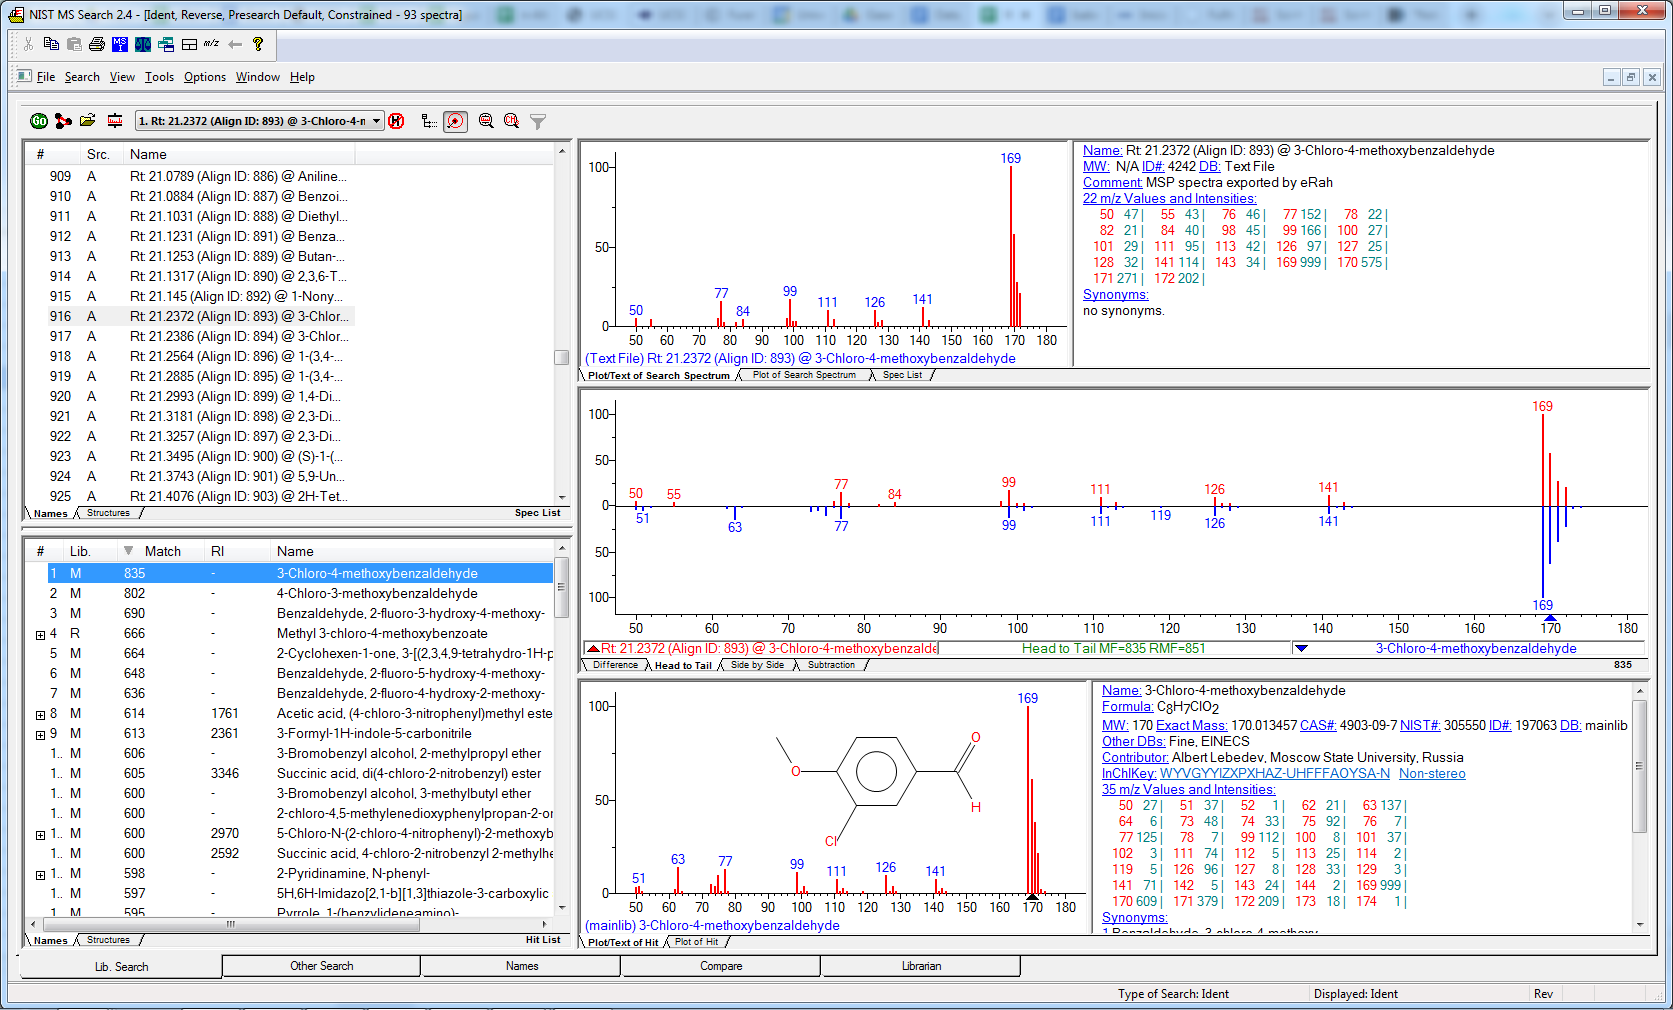 NIST MS Search 2.4 - [Ident, Reverse, Presearch Default, Constrained - 93 spectra]
File Search View Tools Options Window Help
1. Rt: 21.2372 (Align ID: 893) @ 3-Chloro-4-n
# Src. Name
909 A Rt: 21.0789 (Align ID: 886) @ Aniline...
910 A Rt: 21.0884 (Align ID: 887) @ Benzoi...
911 A Rt: 21.1031 (Align ID: 888) @ Diethyl...
912 A Rt: 21.1231 (Align ID: 891) @ Benza...
913 A Rt: 21.1253 (Align ID: 889) @ Butan-...
914 A Rt: 21.1317 (Align ID: 890) @ 2,3,6-T...
915 A Rt: 21.145 (Align ID: 892) @ 1-Nony...
916 A Rt: 21.2372 (Align ID: 893) @ 3-Chlor...
917 A Rt: 21.2386 (Align ID: 894) @ 3-Chlor...
918 A Rt: 21.2564 (Align ID: 896) @ 1-(3,4-...
919 A Rt: 21.2885 (Align ID: 895) @ 1-(3,4-...
920 A Rt: 21.2993 (Align ID: 899) @ 1,4-Di...
921 A Rt: 21.3181 (Align ID: 898) @ 2,3-Di...
922 A Rt: 21.3257 (Align ID: 897) @ 2,3-Di...
923 A Rt: 21.3495 (Align ID: 900) @ (S)-1-(...
924 A Rt: 21.3743 (Align ID: 901) @ 5,9-Un...
925 A Rt: 21.4076 (Align ID: 903) @ 2H-Tet...
Names Structures Spec List
# Lib. Match RI Name
1 M 835 - 3-Chloro-4-methoxybenzaldehyde
2 M 802 - 4-Chloro-3-methoxybenzaldehyde
3 M 690 - Benzaldehyde, 2-fluoro-3-hydroxy-4-methoxy-
4 R 666 - Methyl 3-chloro-4-methoxybenzoate
5 M 664 - 2-Cyclohexen-1-one, 3-[(2,3,4,9-tetrahydro-1H-p
6 M 648 - Benzaldehyde, 2-fluoro-5-hydroxy-4-methoxy-
7 M 636 - Benzaldehyde, 2-fluoro-4-hydroxy-2-methoxy-
8 M 614 1761 Acetic acid, (4-chloro-3-nitrophenyl)methyl este
9 M 613 2361 3-Formyl-1H-indole-5-carbonitrile
1.. M 606 - 3-Bromobenzyl alcohol, 2-methylpropyl ether
1.. M 605 3346 Succinic acid, di(4-chloro-2-nitrobenzyl) ester
1.. M 600 - 3-Bromobenzyl alcohol, 3-methylbutyl ether
1.. M 600 - 2-chloro-4,5-methylenedioxyphenylpropan-2-or
1.. M 600 2970 5-Chloro-N-(2-chloro-4-nitrophenyl)-2-methoxyb
1.. M 600 2592 Succinic acid, 4-chloro-2-nitrobenzyl 2-methylhe
1.. M 598 - 2-Pyridinamine, N-phenyl-
1.. M 597 - 5H,6H-Imidazo[2,1-b][1,3]thiazole-3-carboxylic
1.. M 595 - Pyrrole, 1-(benzylideneamino)-
Names Structures Hit List
100
50
0
50 77 84 99 111 126 141 169
50 60 70 80 90 100 110 120 130 140 150 160 170 180
(Text File) Rt: 21.2372 (Align ID: 893) @ 3-Chloro-4-methoxybenzaldehyde
Plot/Text of Search Spectrum Plot of Search Spectrum Spec List
Name: Rt: 21.2372 (Align ID: 893) @ 3-Chloro-4-methoxybenzaldehyde
MW: N/A ID#: 4242 DB: Text File
Comment: MSP spectra exported by eRah
22 m/z Values and Intensities:
50 47| 55 43| 76 46| 77 152| 78 22|
82 21| 84 40| 98 45| 99 166| 100 27|
101 29| 111 95| 113 42| 126 97| 127 25|
128 32| 141 114| 143 34| 169 999| 170 575|
171 271| 172 202|
Synonyms:
no synonyms.
100
50
0
50
100
50 55 77 84 99 111 126 141 169
51 63 77 99 111 119 126 141 169
50 60 70 80 90 100 110 120 130 140 150 160 170 180
Rt: 21.2372 (Align ID: 893) @ 3-Chloro-4-methoxybenzalde Head to Tail MF=835 RMF=851 3-Chloro-4-methoxybenzaldehyde
Difference Head to Tail Side by Side Subtraction 835
100
50
0
51 63 77 99 111 126 141 169
O O H Cl
50 60 70 80 90 100 110 120 130 140 150 160 170 180
(mainlib) 3-Chloro-4-methoxybenzaldehyde
Plot/Text of Hit Plot of Hit
Name: 3-Chloro-4-methoxybenzaldehyde
Formula: C8H7ClO2
MW: 170 Exact Mass: 170.013457 CAS#: 4903-09-7 NIST#: 305550 ID#: 197063 DB: mainlib
Other DBs: Fine, EINECS
Contributor: Albert Lebedev, Moscow State University, Russia
InChIKey: WYVGYYIZXPXHAZ-UHFFFAOYSA-N Non-stereo
35 m/z Values and Intensities:
50 27| 51 37| 52 1| 62 21| 63 137|
64 6| 73 48| 74 33| 75 92| 76 7|
77 125| 78 7| 99 112| 100 8| 101 37|
102 3| 111 74| 112 5| 113 25| 114 2|
119 5| 126 96| 127 8| 128 33| 129 3|
141 71| 142 5| 143 24| 144 2| 169 999|
170 609| 171 379| 172 209| 173 18| 174 1|
Synonyms:
1.Benzaldehyde, 3-chloro-4-methoxy-
Lib. Search Other Search Names Compare Librarian
Type of Search: Ident Displayed: Ident Rev